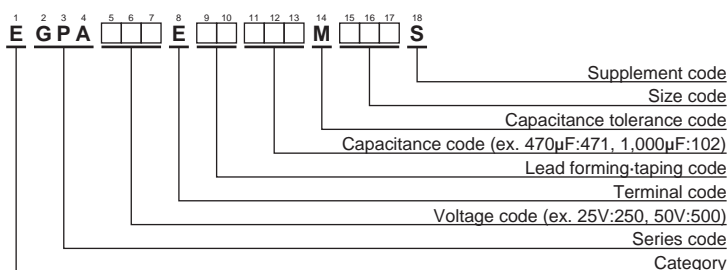 1 2 3 4 5 6 7 8 9 10 11 12 13 14 15 16 17 18
E G P A E M S
Supplement code
Size code
Capacitance tolerance code
Capacitance code (ex. 470μF:471, 1,000μF:102)
Lead forming·taping code
Terminal code
Voltage code (ex. 25V:250, 50V:500)
Series code
Category